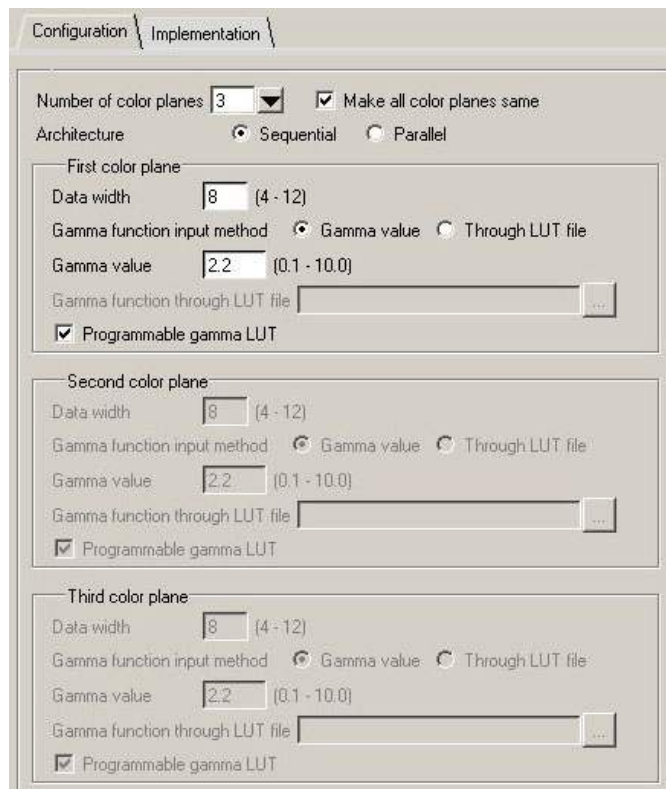 Configuration Implementation
Number of color planes 3 Make all color planes same
Architecture Sequential Parallel
First color plane
Data width 8 (4 - 12)
Gamma function input method Gamma value Through LUT file
Gamma value 2.2 (0.1 - 10.0)
Gamma function through LUT file ...
Programmable gamma LUT
Second color plane
Data width 8 (4 - 12)
Gamma function input method Gamma value Through LUT file
Gamma value 2.2 (0.1 - 10.0)
Gamma function through LUT file ...
Programmable gamma LUT
Third color plane
Data width 8 (4 - 12)
Gamma function input method Gamma value Through LUT file
Gamma value 2.2 (0.1 - 10.0)
Gamma function through LUT file ...
Programmable gamma LUT